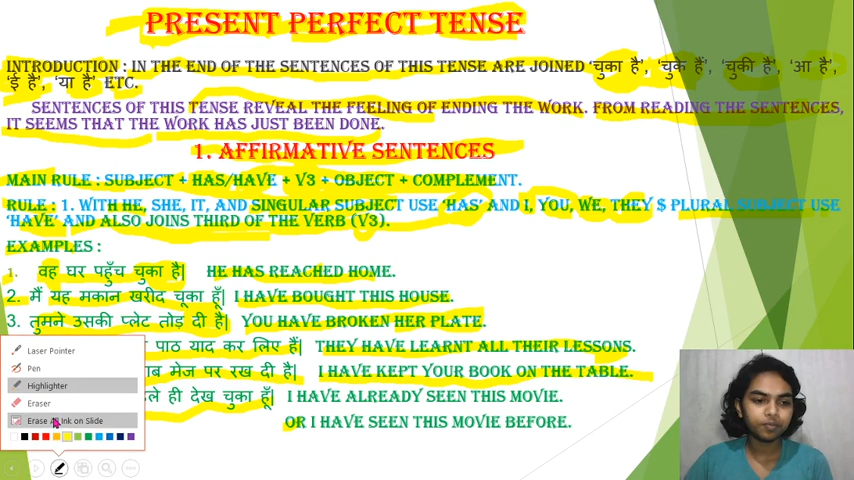 PRESENT PERFECT TENSE
INTRODUCTION : IN THE END OF THE SENTENCES OF THIS TENSE ARE JOINED 'चुका है', 'चुके हैं', 'चुकी है', 'आ है',
'ई है', 'या है' ETC.
SENTENCES OF THIS TENSE REVEAL THE FEELING OF ENDING THE WORK. FROM READING THE SENTENCES,
IT SEEMS THAT THE WORK HAS JUST BEEN DONE.
1. AFFIRMATIVE SENTENCES
MAIN RULE : SUBJECT + HAS/HAVE + V3 + OBJECT + COMPLEMENT.
RULE : 1. WITH HE, SHE, IT, AND SINGULAR SUBJECT USE 'HAS' AND I, YOU, WE, THEY $ PLURAL SUBJECT USE
'HAVE' AND ALSO JOINS THIRD OF THE VERB (V3).
EXAMPLES :
1. वह घर पहुँच चुका है| HE HAS REACHED HOME.
2. मैं यह मकान खरीद चूका हूँ| I HAVE BOUGHT THIS HOUSE.
3. तुमने उसकी प्लेट तोड़ दी है| YOU HAVE BROKEN HER PLATE.
पाठ याद कर लिए हैं| THEY HAVE LEARNT ALL THEIR LESSONS.
मेज पर रख दी है| I HAVE KEPT YOUR BOOK ON THE TABLE.
ही देख चुका हूँ| I HAVE ALREADY SEEN THIS MOVIE.
OR I HAVE SEEN THIS MOVIE BEFORE.
Laser Pointer
Pen
Highlighter
Eraser
Erase All Ink on Slide